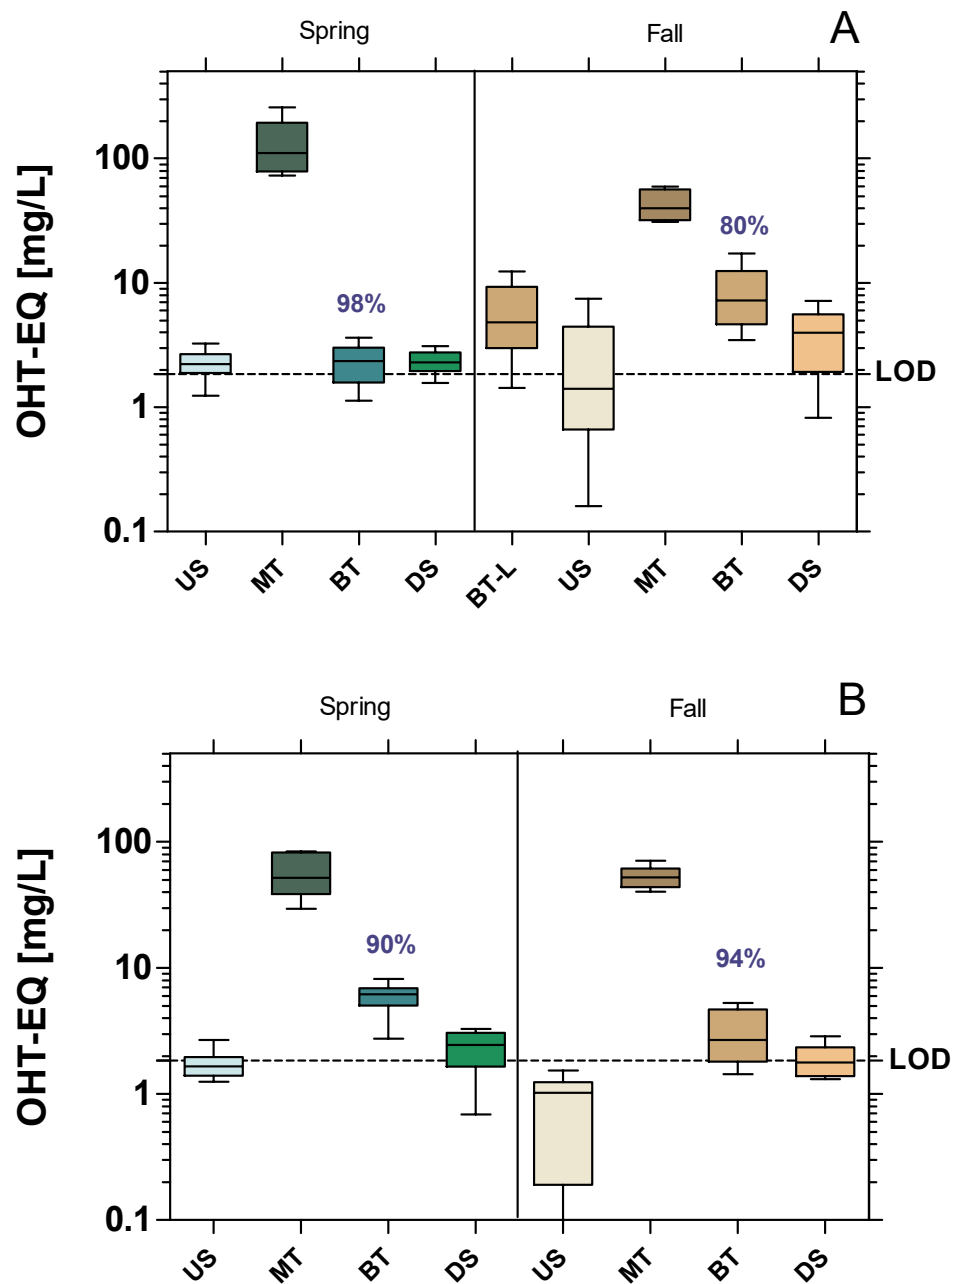 Spring Fall A
OHT-EQ [mg/L]
100
10
1
0.1
98%
80%
LOD
US MT BT DS BT-L US MT BT DS
Spring Fall B
OHT-EQ [mg/L]
100
10
1
0.1
90%
94%
LOD
US MT BT DS US MT BT DS